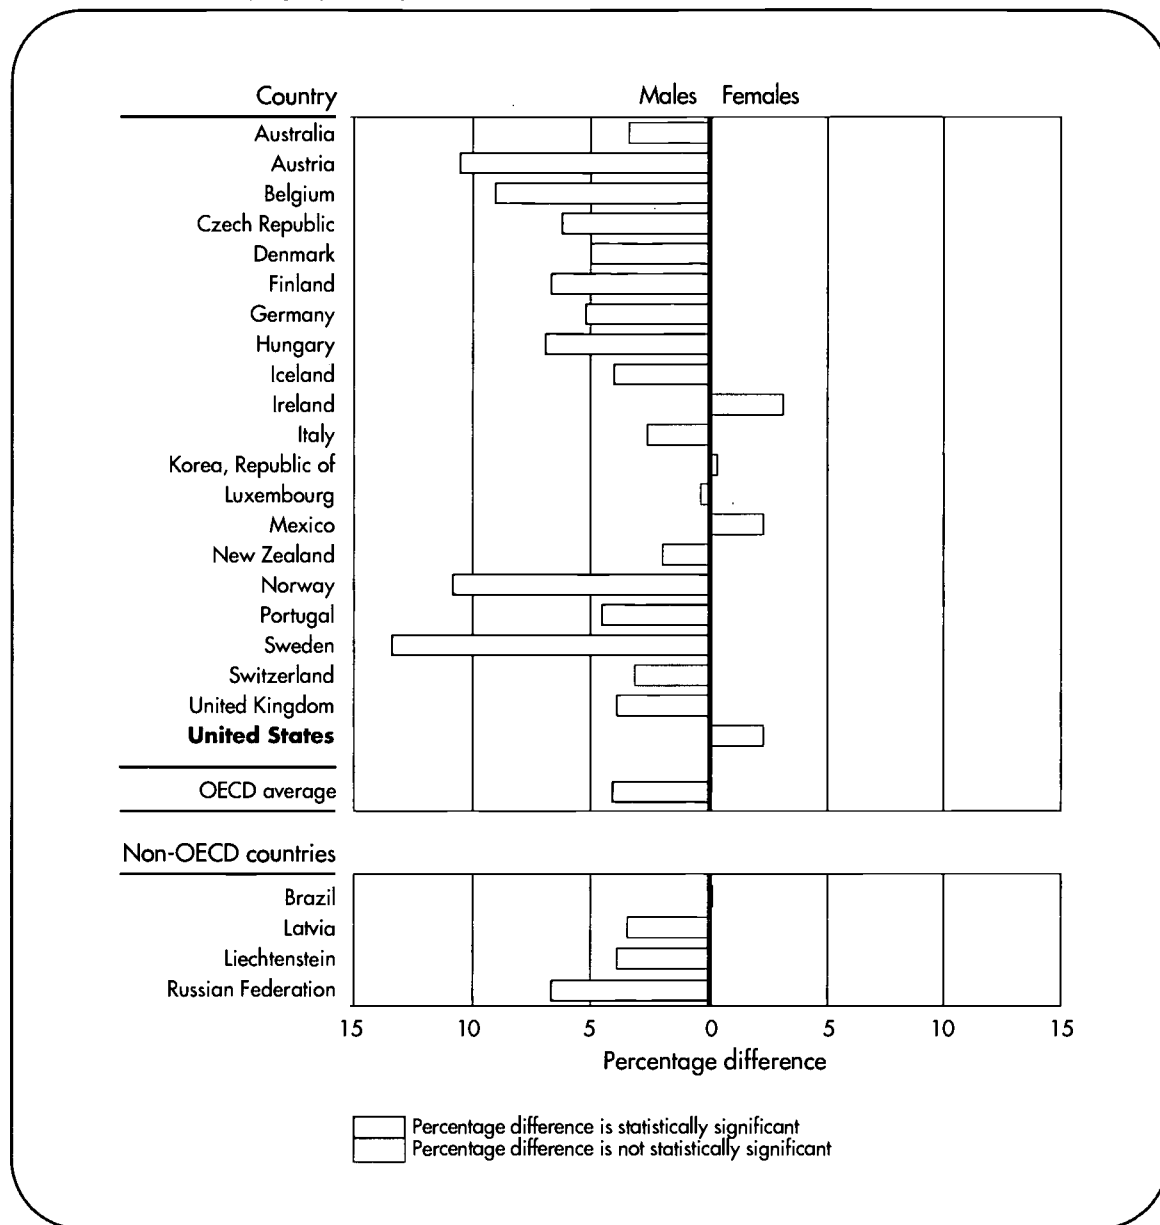 Country Males Females
Australia
Austria
Belgium
Czech Republic
Denmark
Finland
Germany
Hungary
Iceland
Ireland
Italy
Korea, Republic of
Luxembourg
Mexico
New Zealand
Norway
Portugal
Sweden
Switzerland
United Kingdom
United States
OECD average
Non-OECD countries
Brazil
Latvia
Liechtenstein
Russian Federation
15 10 5 0 5 10 15
Percentage difference
Percentage difference is statistically significant
Percentage difference is not statistically significant